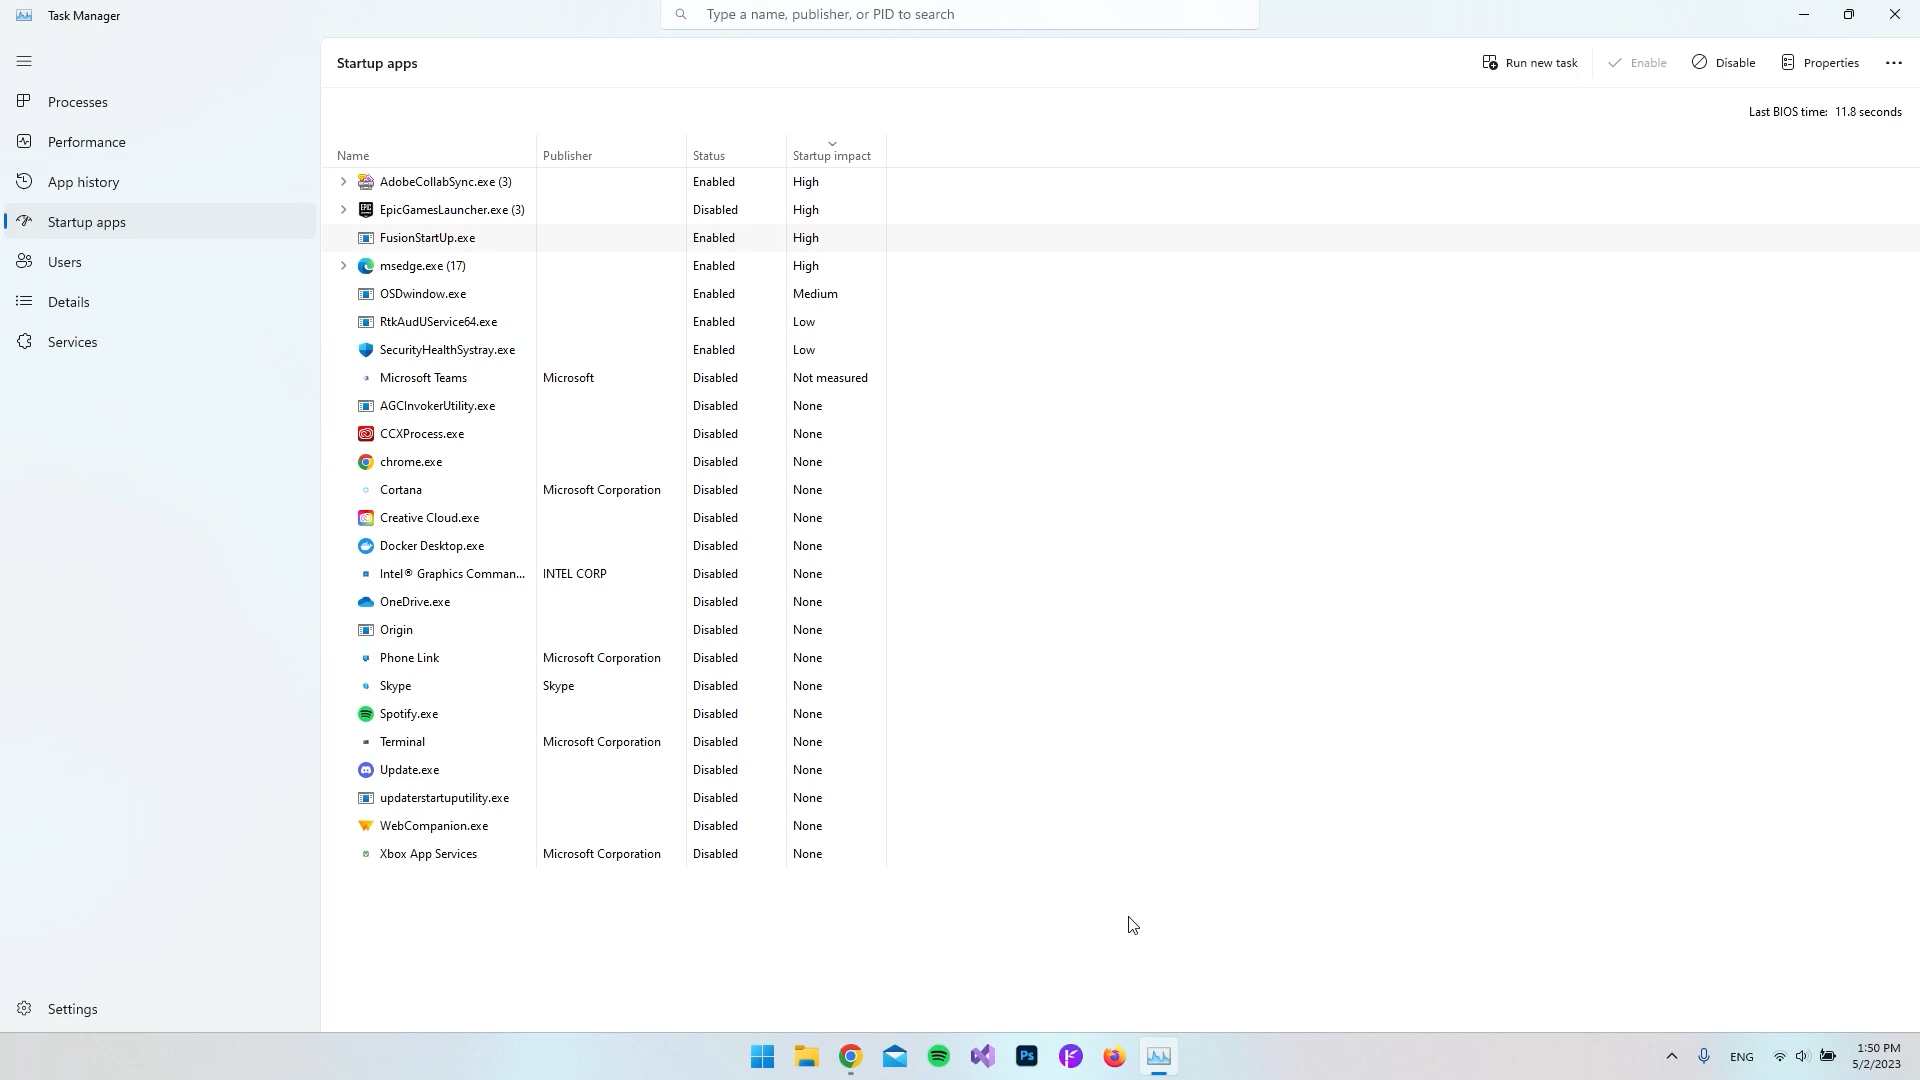 Task Manager
Type a name, publisher, or PID to search
Startup apps
Run new task
Enable
Disable
Properties
Processes
Performance
App history
Startup apps
Users
Details
Services
Settings
Last BIOS time: 11.8 seconds
Name Publisher Status Startup impact
AdobeCollabSync.exe (3) Enabled High
EpicGamesLauncher.exe (3) Disabled High
FusionStartUp.exe Enabled High
msedge.exe (17) Enabled High
OSDwindow.exe Enabled Medium
RtkAudUService64.exe Enabled Low
SecurityHealthSystray.exe Enabled Low
Microsoft Teams Microsoft Disabled Not measured
AGCInvokerUtility.exe Disabled None
CCXProcess.exe Disabled None
chrome.exe Disabled None
Cortana Microsoft Corporation Disabled None
Creative Cloud.exe Disabled None
Docker Desktop.exe Disabled None
Intel® Graphics Comman... INTEL CORP Disabled None
OneDrive.exe Disabled None
Origin Disabled None
Phone Link Microsoft Corporation Disabled None
Skype Skype Disabled None
Spotify.exe Disabled None
Terminal Microsoft Corporation Disabled None
Update.exe Disabled None
updaterstartuputility.exe Disabled None
WebCompanion.exe Disabled None
Xbox App Services Microsoft Corporation Disabled None
EPIC
Ps
ENG
1:50 PM
5/2/2023